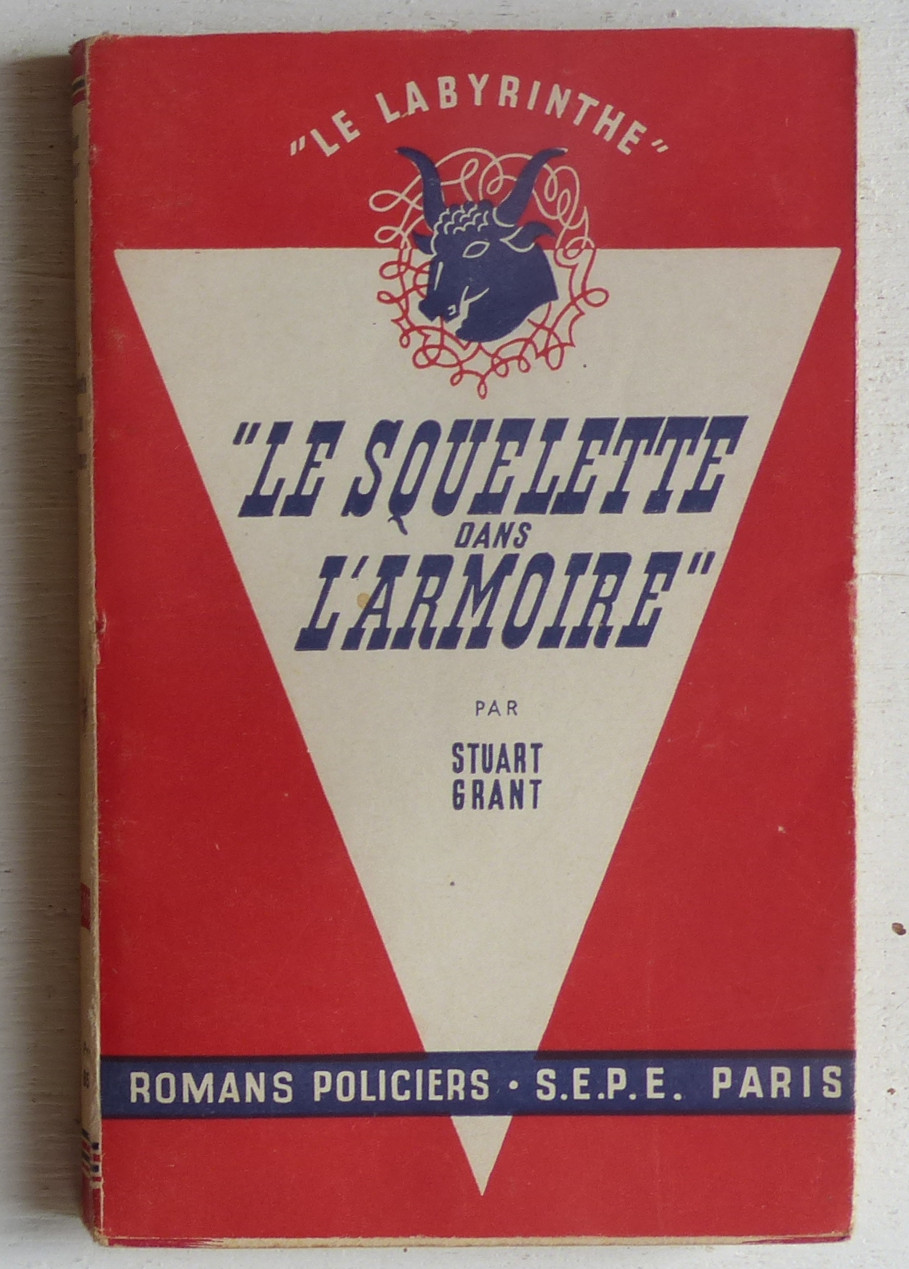 "LE LABYRINTHE"
"LE SQUELETTE
DANS
L'ARMOIRE"
PAR
STUART
GRANT
ROMANS POLICIERS • S.E.P.E. PARIS